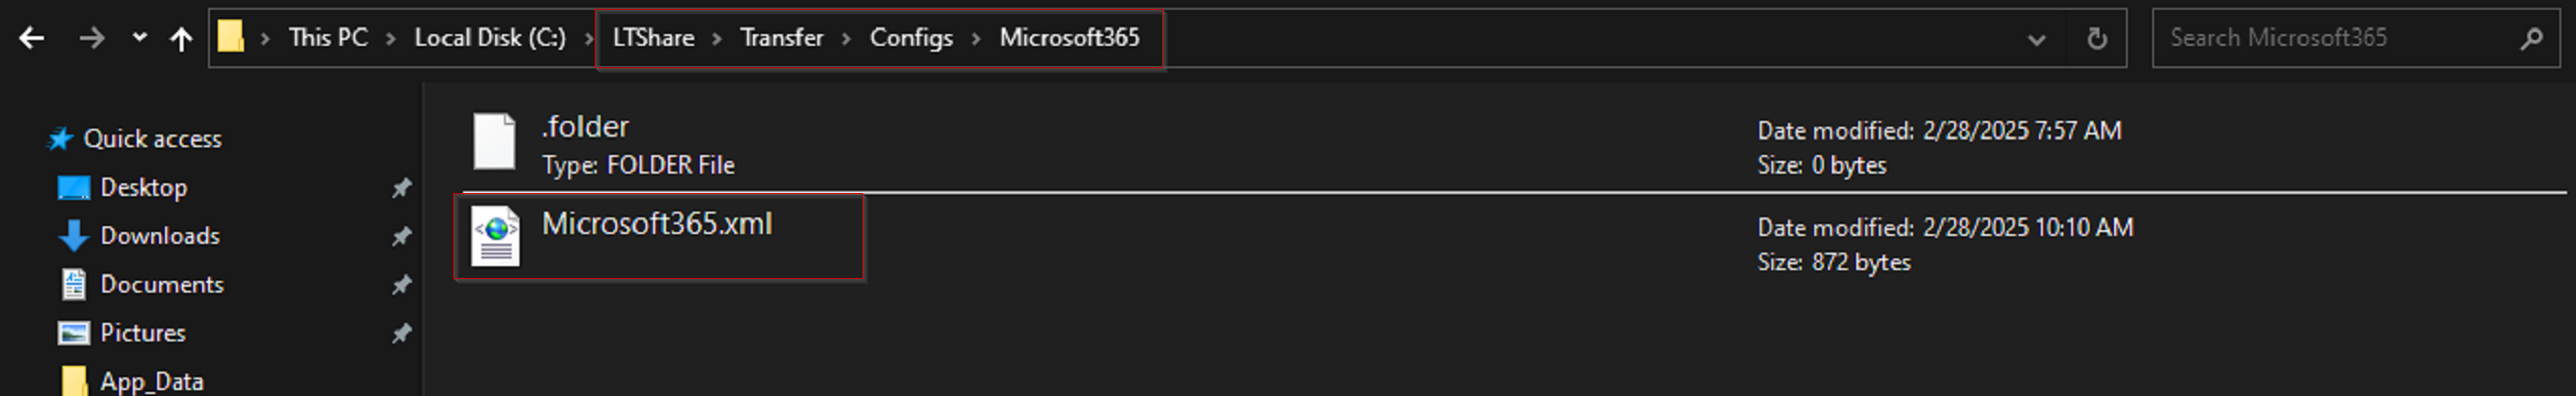 This PC > Local Disk (C:) > LTShare > Transfer > Configs > Microsoft365
Search Microsoft365
Quick access
Desktop
Downloads
Documents
Pictures
App_Data
.folder
Type: FOLDER File
Date modified: 2/28/2025 7:57 AM
Size: 0 bytes
Microsoft365.xml
Date modified: 2/28/2025 10:10 AM
Size: 872 bytes